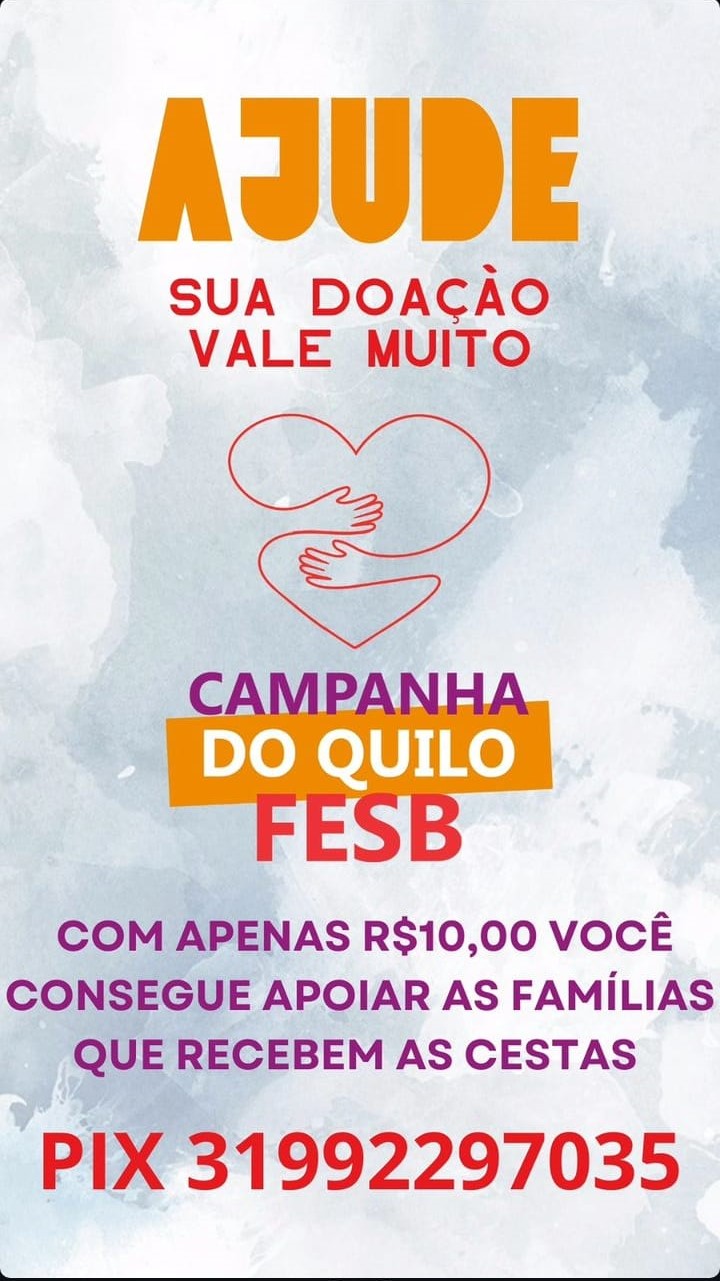 AJUDE
SUA DOAÇÀO
VALE MUITO
CAMPANHA
DO QUILO
FESB
COM APENAS R$10,00 VOCÊ
CONSEGUE APOIAR AS FAMÍLIAS
QUE RECEBEM AS CESTAS
PIX 31992297035